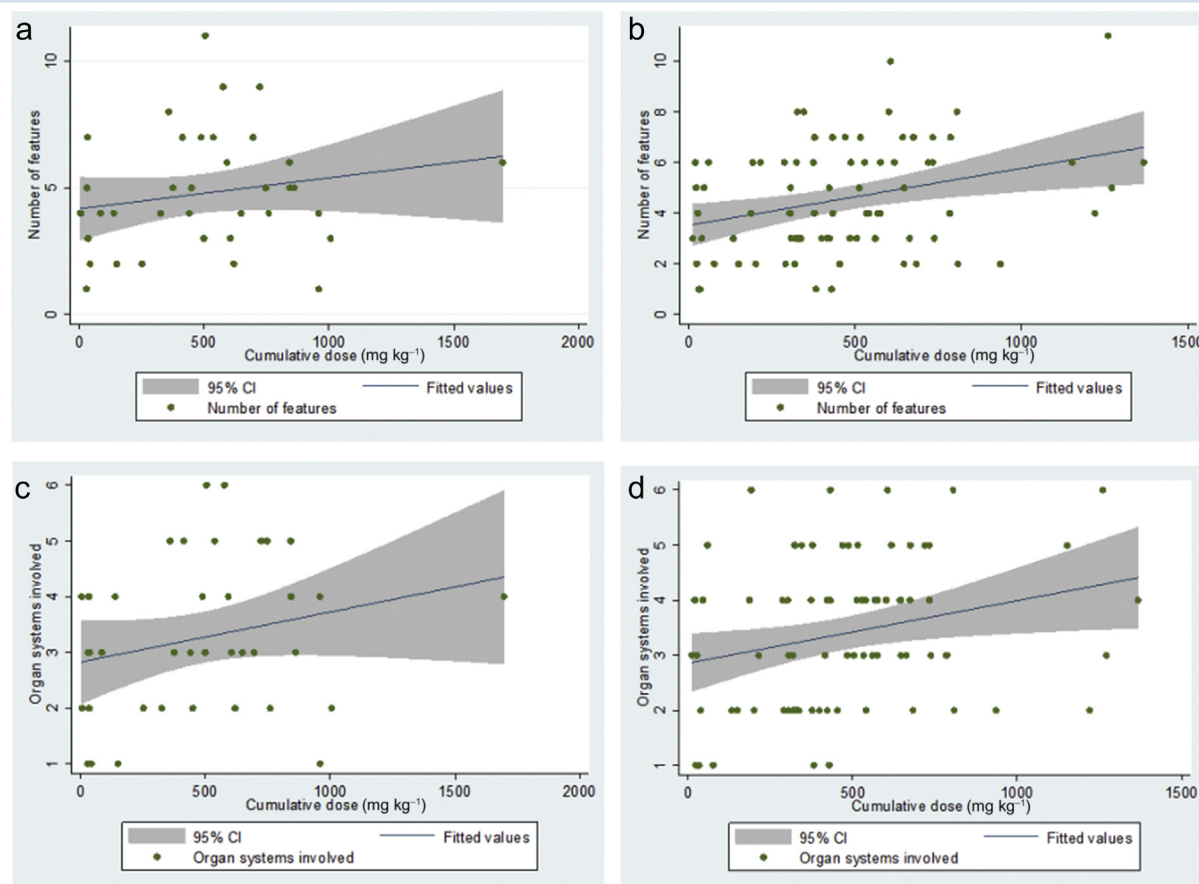 a
Number of features
10
5
0
0 500 1000 1500 2000
Cumulative dose (mg kg⁻¹)
95% CI Fitted values
Number of features
b
Number of features
10
8
6
4
2
0
0 500 1000 1500
Cumulative dose (mg kg⁻¹)
95% CI Fitted values
Number of features
c
Organ systems involved
6
5
4
3
2
1
0 500 1000 1500 2000
Cumulative dose (mg kg⁻¹)
95% CI Fitted values
Organ systems involved
d
Organ systems involved
6
5
4
3
2
1
0 500 1000 1500
Cumulative dose (mg kg⁻¹)
95% CI Fitted values
Organ systems involved